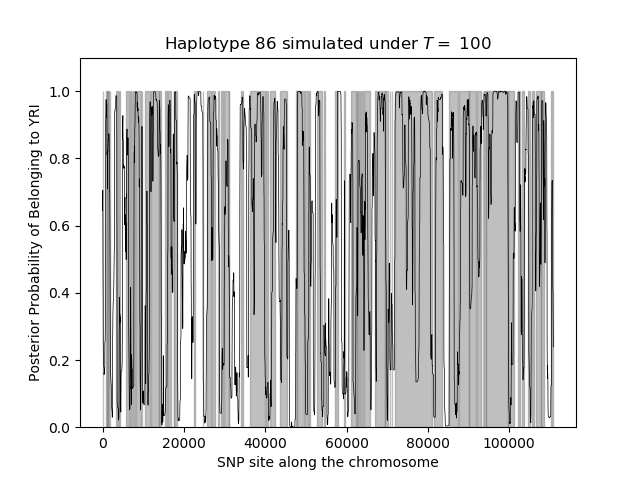 Haplotype 86 simulated under T = 100
Posterior Probability of Belonging to YRI
1.0
0.8
0.6
0.4
0.2
0.0
0 20000 40000 60000 80000 100000
SNP site along the chromosome